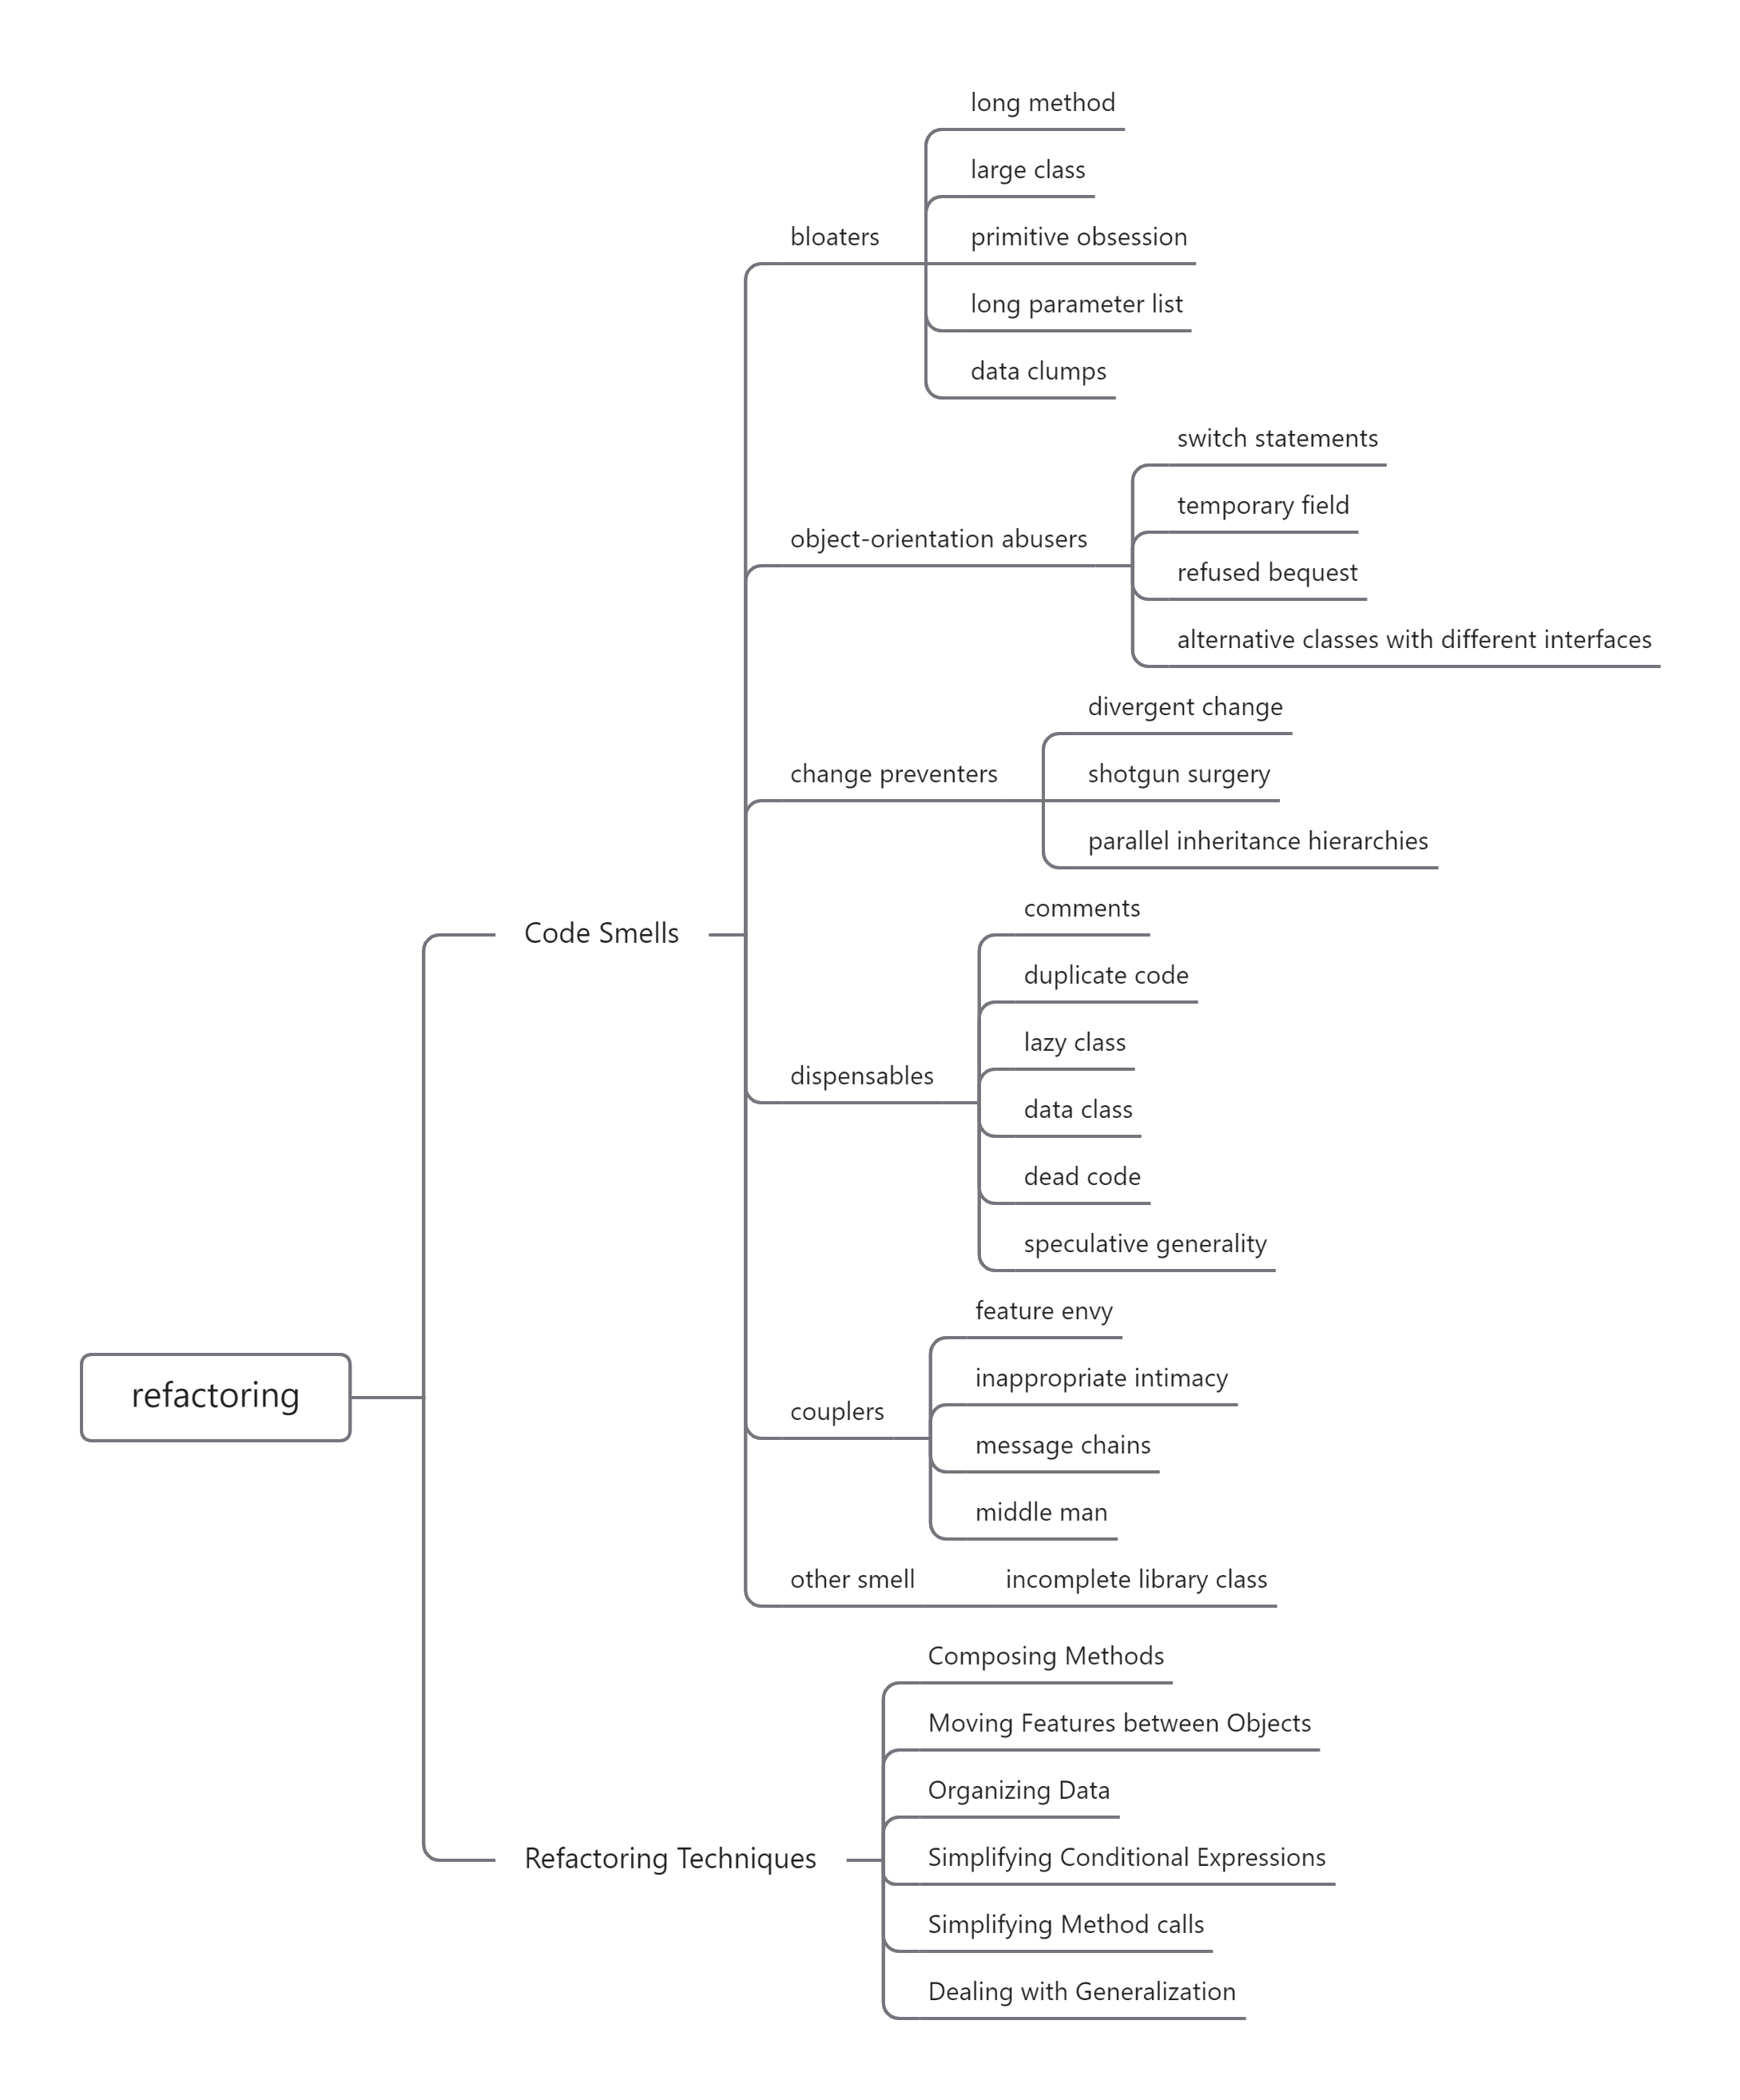 refactoring
Code Smells
bloaters
long method
large class
primitive obsession
long parameter list
data clumps
object-orientation abusers
switch statements
temporary field
refused bequest
alternative classes with different interfaces
change preventers
divergent change
shotgun surgery
parallel inheritance hierarchies
dispensables
comments
duplicate code
lazy class
data class
dead code
speculative generality
couplers
feature envy
inappropriate intimacy
message chains
middle man
other smell
incomplete library class
Refactoring Techniques
Composing Methods
Moving Features between Objects
Organizing Data
Simplifying Conditional Expressions
Simplifying Method calls
Dealing with Generalization